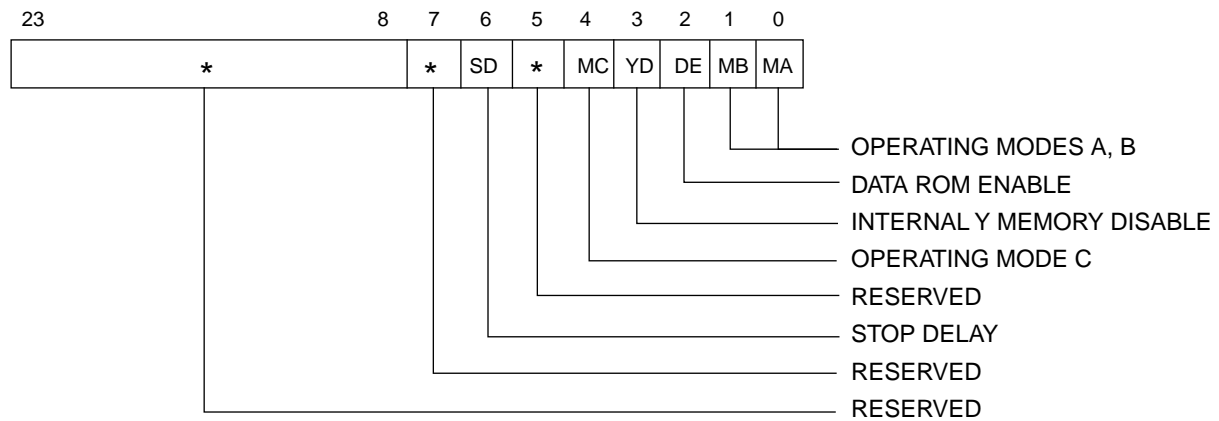 23 8 7 6 5 4 3 2 1 0
* * SD * MC YD DE MB MA
OPERATING MODES A, B
DATA ROM ENABLE
INTERNAL Y MEMORY DISABLE
OPERATING MODE C
RESERVED
STOP DELAY
RESERVED
RESERVED